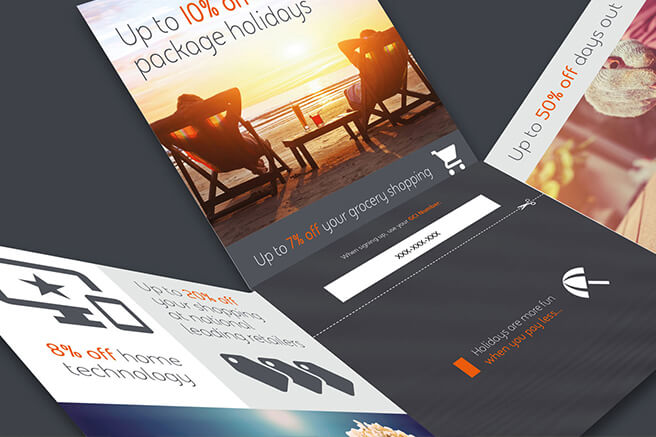 Up to 10% off
package holidays
Up to 7% off your grocery shopping
When signing up, use your GCI Number.
XXX-XXX-XXX
Up to 50% off days out
Up to 20% off
your shopping
at national
leading retailers
8% off home
technology
Holidays are more fun
when you pay less...